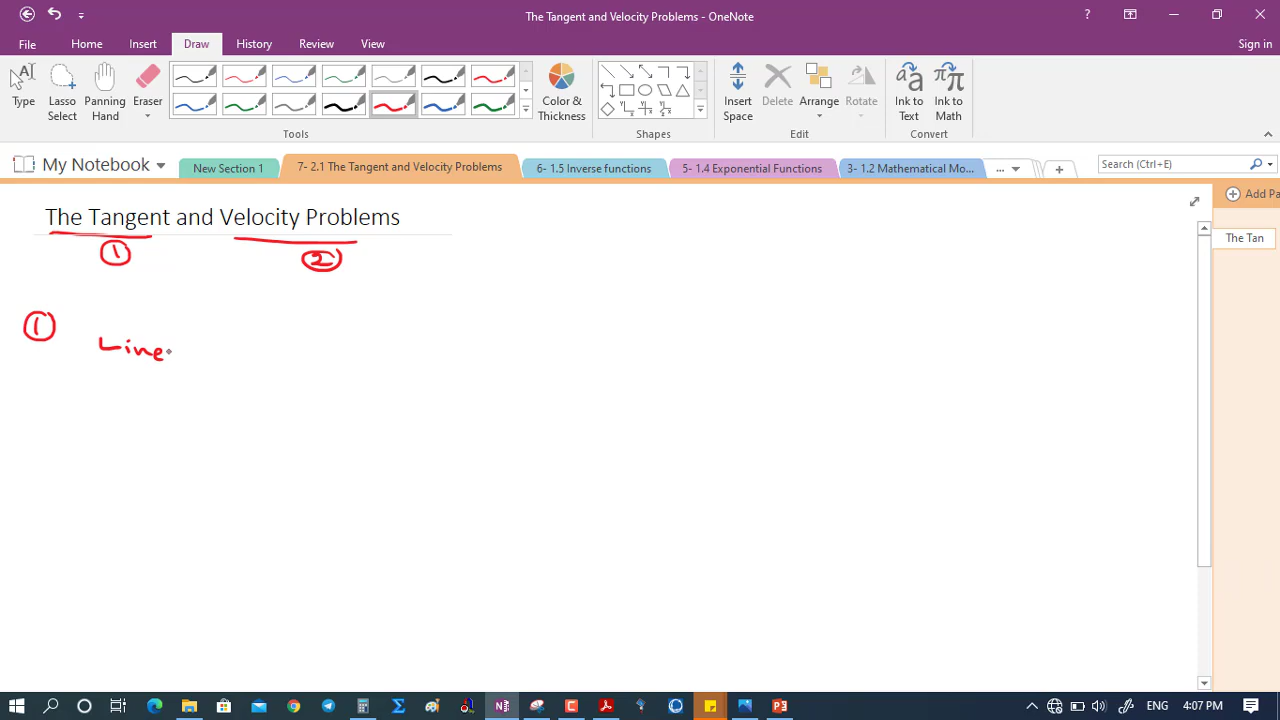 The Tangent and Velocity Problems - OneNote
?
File Home Insert Draw History Review View Sign in
Type Lasso Select Panning Hand Eraser Color & Thickness Insert Space Delete Arrange Rotate Ink to Text Ink to Math
Tools Shapes Edit Convert
My Notebook New Section 1 7- 2.1 The Tangent and Velocity Problems 6- 1.5 Inverse functions 5- 1.4 Exponential Functions 3- 1.2 Mathematical Mo... ... + Search (Ctrl+E)
Add Pa
The Tangent and Velocity Problems
The Tan
1 2
1
Line
ENG 4:07 PM